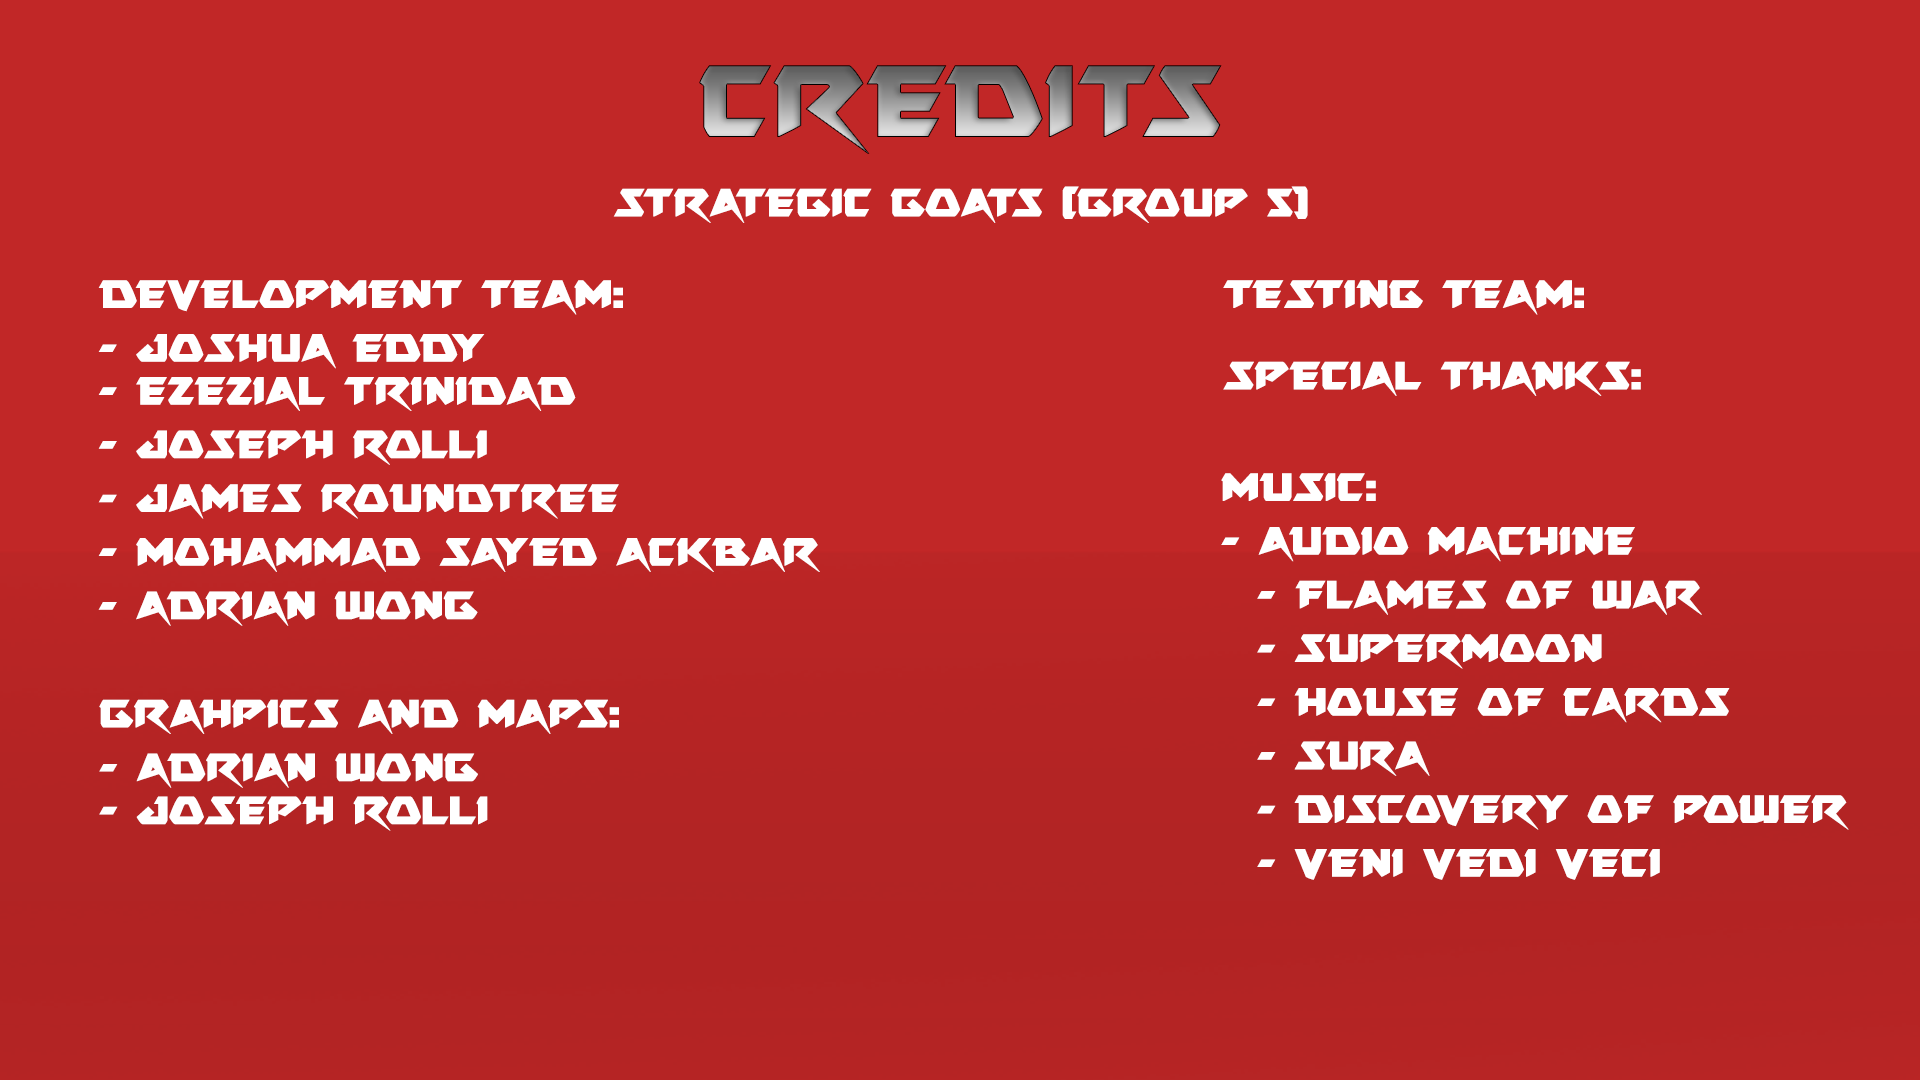 CREDITS
STRATEGIC GOATS (GROUP 5)
DEVELOPMENT TEAM:
- JOSHUA EDDY
- EZEZIAL TRINIDAD
- JOSEPH ROLLI
- JAMES ROUNDTREE
- MOHAMMAD SAYED ACKBAR
- ADRIAN WONG
GRAHPICS AND MAPS:
- ADRIAN WONG
- JOSEPH ROLLI
TESTING TEAM:
SPECIAL THANKS:
MUSIC:
- AUDIO MACHINE
- FLAMES OF WAR
- SUPERMOON
- HOUSE OF CARDS
- SURA
- DISCOVERY OF POWER
- VENI VEDI VECI